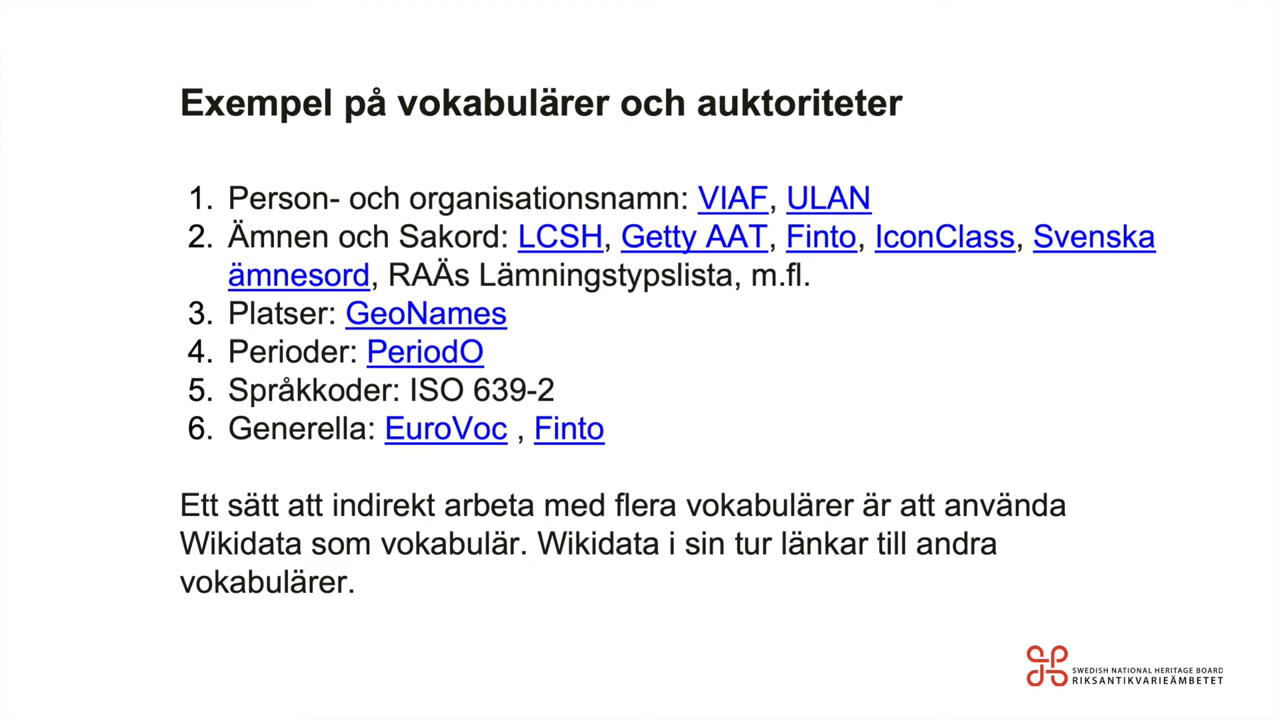 Exempel på vokabulärer och auktoriteter
1. Person- och organisationsnamn: VIAF, ULAN
2. Ämnen och Sakord: LCSH, Getty AAT, Finto, IconClass, Svenska
ämnesord, RAÄs Lämningstypslista, m.fl.
3. Platser: GeoNames
4. Perioder: PeriodO
5. Språkkoder: ISO 639-2
6. Generella: EuroVoc , Finto
Ett sätt att indirekt arbeta med flera vokabulärer är att använda
Wikidata som vokabulär. Wikidata i sin tur länkar till andra
vokabulärer.
SWEDISH NATIONAL HERITAGE BOARD
RIKSANTIKVARIEÄMBETET